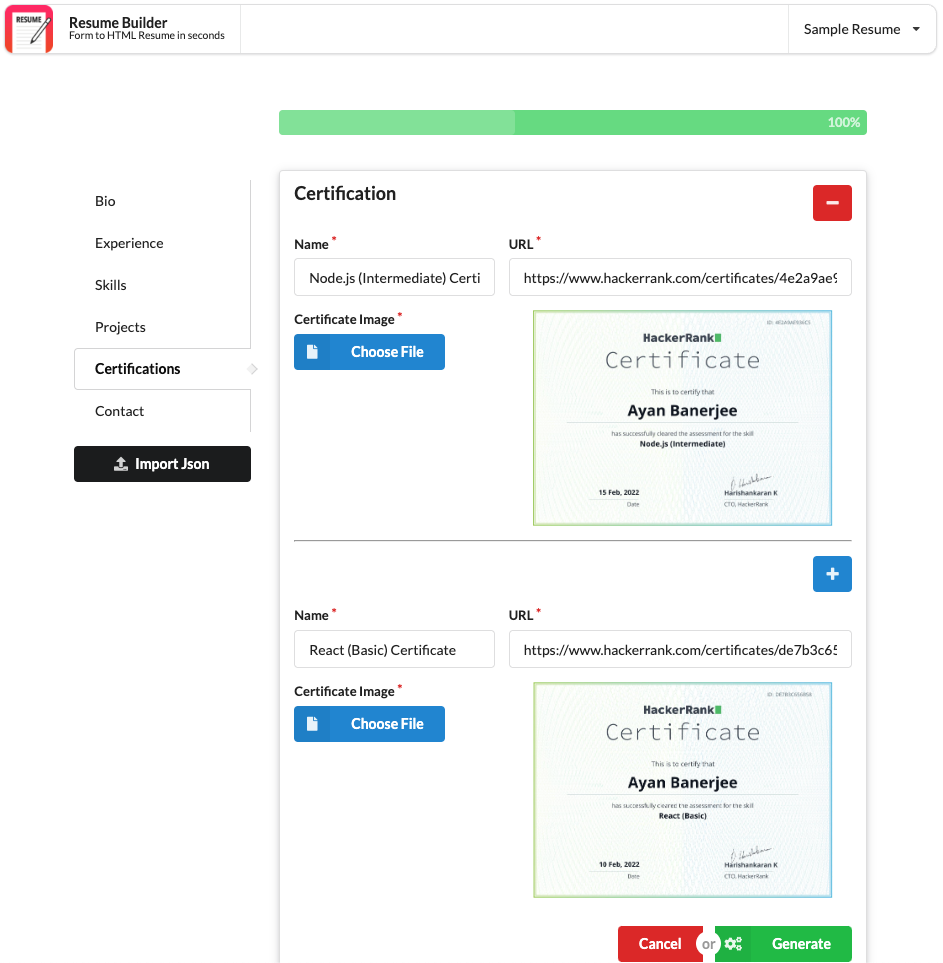 RESUME
Resume Builder
Form to HTML Resume in seconds
Sample Resume
100%
Bio
Experience
Skills
Projects
Certifications
Contact
Import Json
Certification
Name *
URL *
Node.js (Intermediate) Certi
https://www.hackerrank.com/certificates/4e2a9ae9
Certificate Image *
Choose File
HackerRank
Certificate
This is to certify that
Ayan Banerjee
has successfully cleared the assessment for the skill
Node.js (Intermediate)
15 Feb, 2022
Date
Harishankaran K
CTO, HackerRank
Name *
URL *
React (Basic) Certificate
https://www.hackerrank.com/certificates/de7b3c65
Certificate Image *
Choose File
HackerRank
Certificate
This is to certify that
Ayan Banerjee
has successfully cleared the assessment for the skill
React (Basic)
10 Feb, 2022
Date
Harishankaran K
CTO, HackerRank
Cancel or Generate